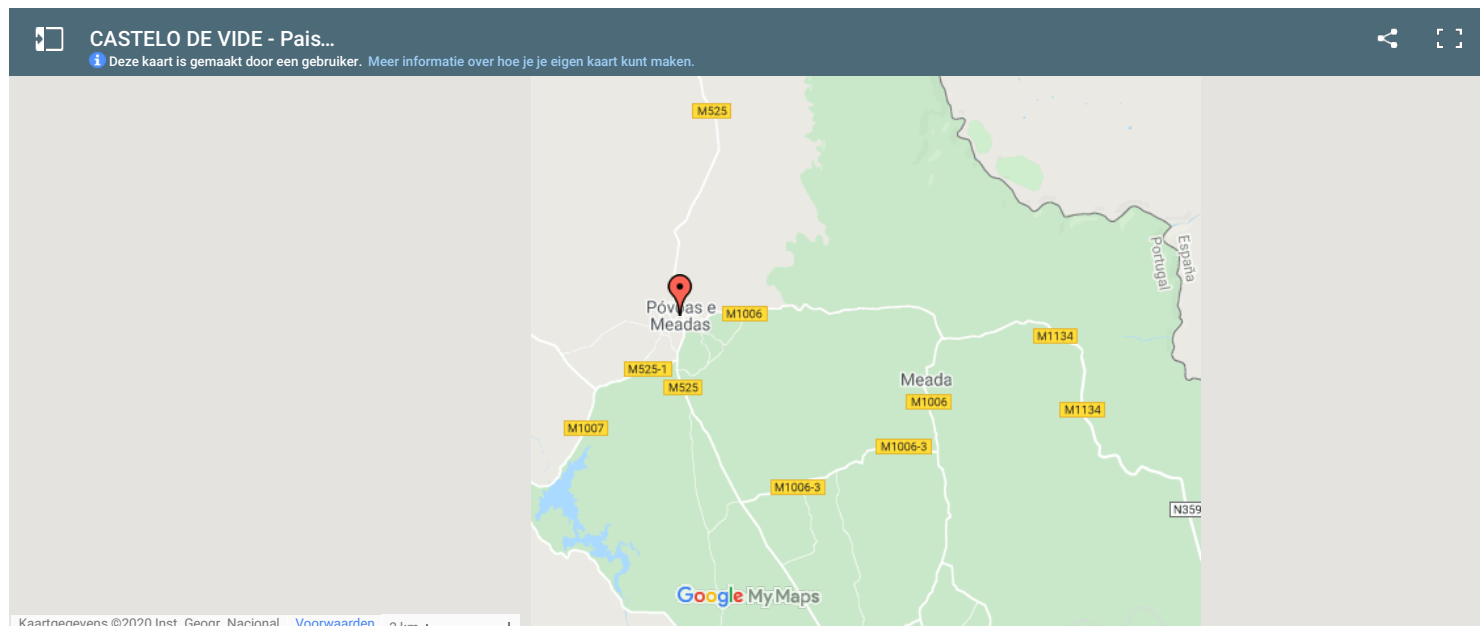 CASTELO DE VIDE - Pais...
Deze kaart is gemaakt door een gebruiker. Meer informatie over hoe je je eigen kaart kunt maken.
M525
España
Portugal
Póvoas e
Meadas
M1006
M1134
M525-1
M525
Meada
M1006
M1134
M1007
M1006-3
M1006-3
N359
Google My Maps
Kaartgegevens ©2020 Inst. Geogr. Nacional
Voorwaarden
2 km